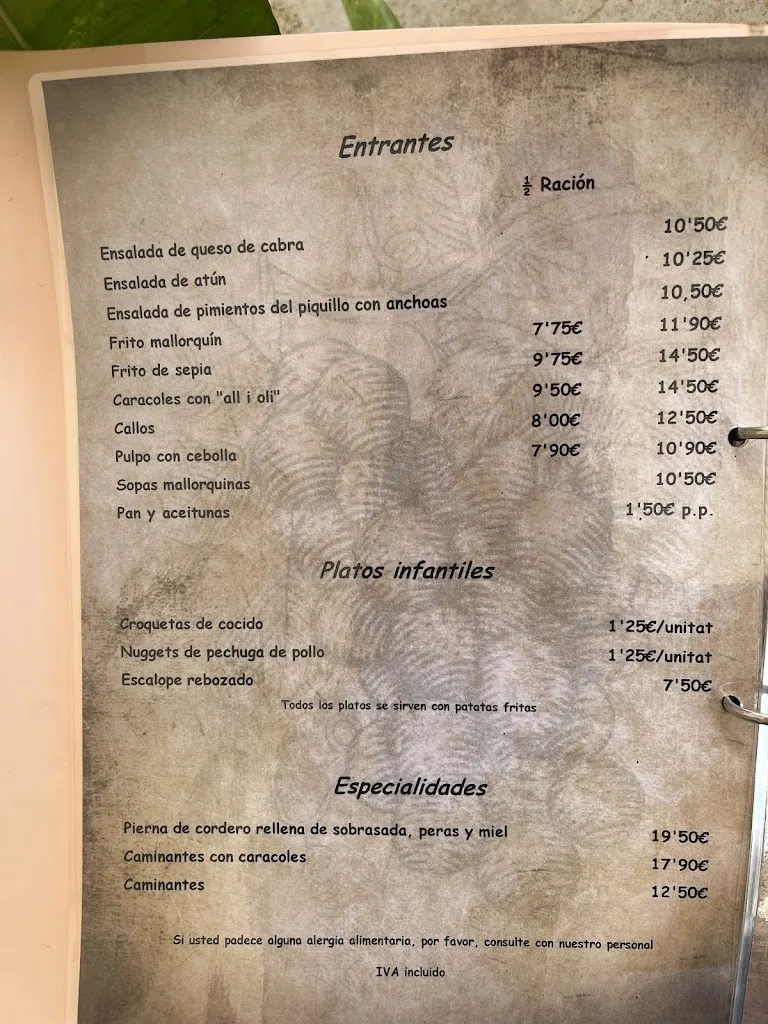 Entrantes
½ Ración
Ensalada de queso de cabra 10'50€
Ensalada de atún 10'25€
Ensalada de pimientos del piquillo con anchoas 10,50€
Frito mallorquín 7'75€ 11'90€
Frito de sepia 9'75€ 14'50€
Caracoles con "all i oli" 9'50€ 14'50€
Callos 8'00€ 12'50€
Pulpo con cebolla 7'90€ 10'90€
Sopas mallorquinas 10'50€
Pan y aceitunas 1'50€ p.p.
Platos infantiles
Croquetas de cocido 1'25€/unitat
Nuggets de pechuga de pollo 1'25€/unitat
Escalope rebozado 7'50€
Todos los platos se sirven con patatas fritas
Especialidades
Pierna de cordero rellena de sobrasada, peras y miel 19'50€
Caminantes con caracoles 17'90€
Caminantes 12'50€
Si usted padece alguna alergia alimentaria, por favor, consulte con nuestro personal
IVA incluido